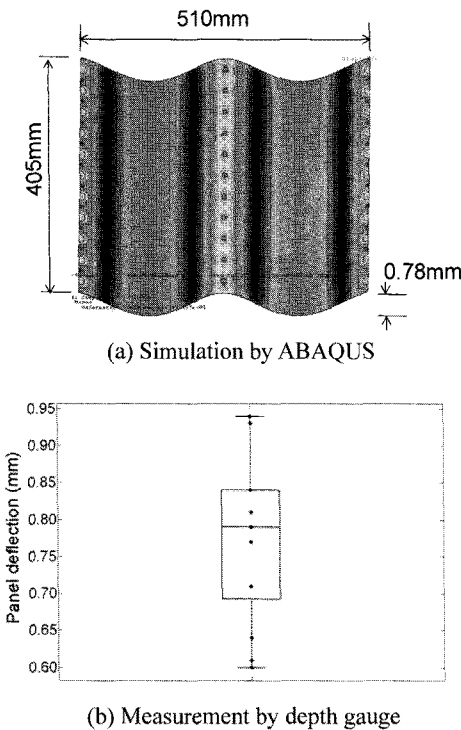 510mm
405mm
0.78mm
(a) Simulation by ABAQUS
0.95
0.90
0.85
0.80
0.75
0.70
0.65
0.60
Panel deflection (mm)
(b) Measurement by depth gauge